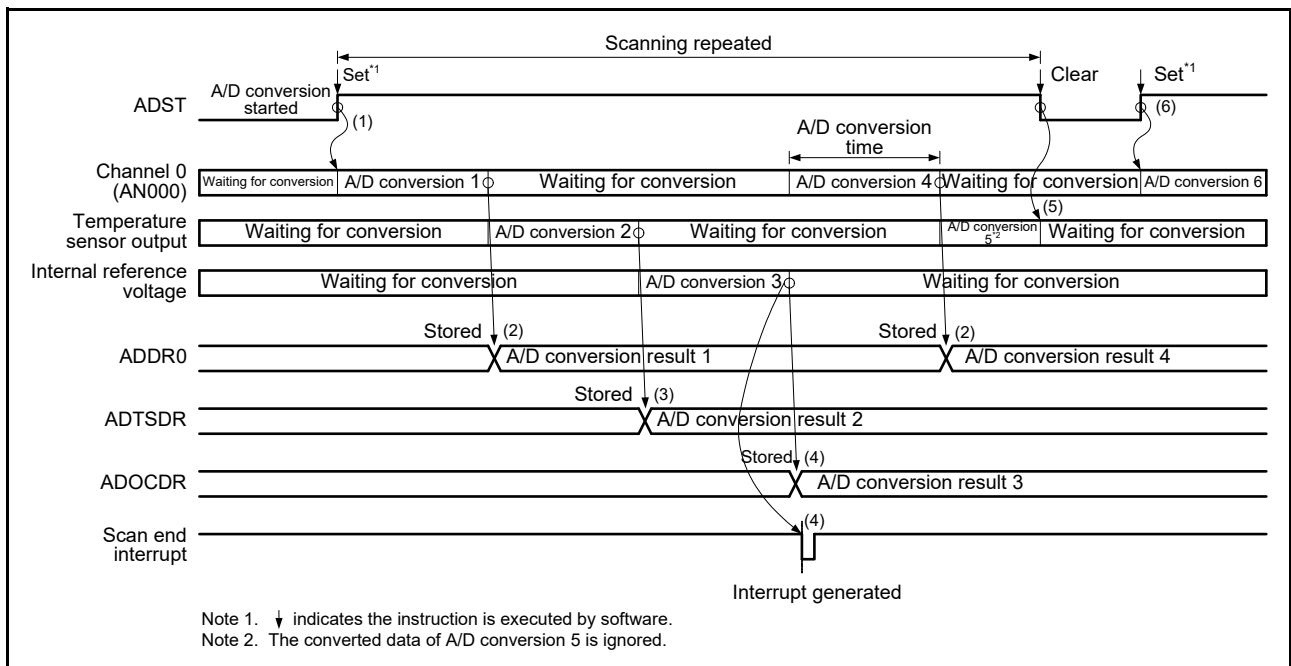 Scanning repeated
Set*1 Clear Set*1
ADST A/D conversion started (1) (6)
A/D conversion time
Channel 0 (AN000) Waiting for conversion A/D conversion 1 Waiting for conversion A/D conversion 4 Waiting for conversion A/D conversion 6
(5)
Temperature sensor output Waiting for conversion A/D conversion 2 Waiting for conversion A/D conversion 5*2 Waiting for conversion
Internal reference voltage Waiting for conversion A/D conversion 3 Waiting for conversion
Stored (2) Stored (2)
ADDR0 A/D conversion result 1 A/D conversion result 4
Stored (3)
ADTSDR A/D conversion result 2
Stored (4)
ADOCDR A/D conversion result 3
(4)
Scan end interrupt
Interrupt generated
Note 1. ↓ indicates the instruction is executed by software.
Note 2. The converted data of A/D conversion 5 is ignored.